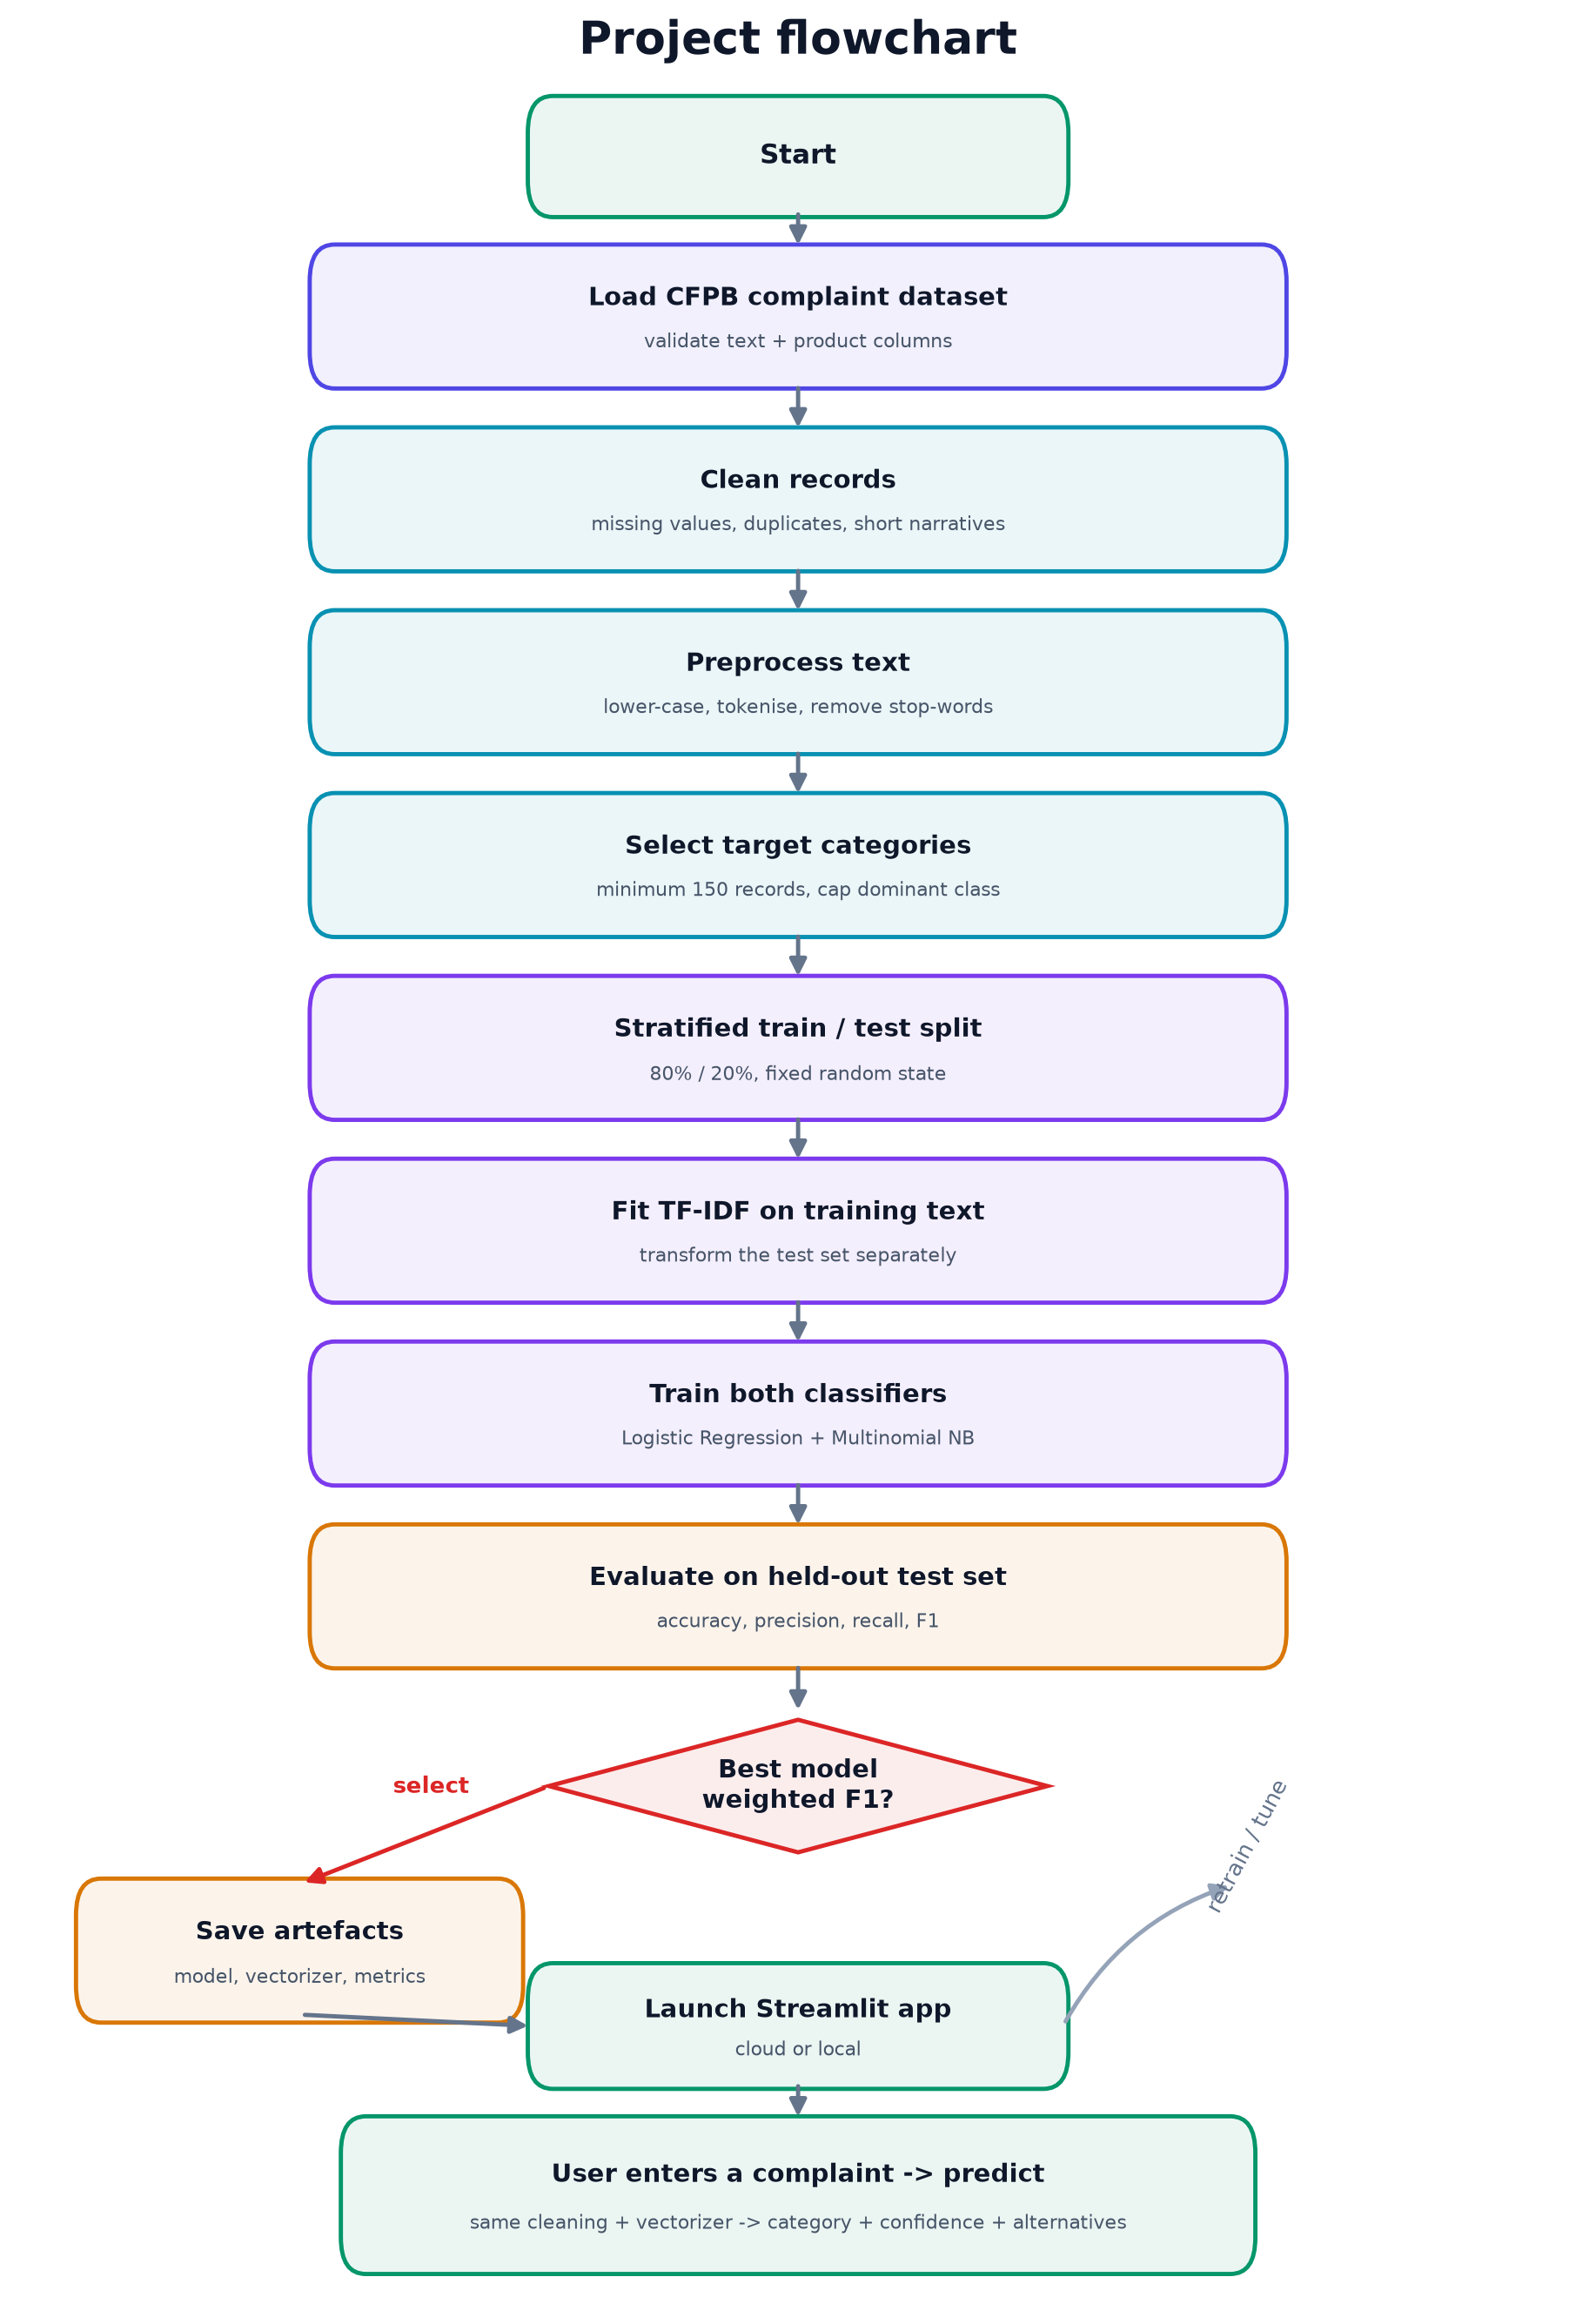 Project flowchart
Start
Load CFPB complaint dataset
validate text + product columns
Clean records
missing values, duplicates, short narratives
Preprocess text
lower-case, tokenise, remove stop-words
Select target categories
minimum 150 records, cap dominant class
Stratified train / test split
80% / 20%, fixed random state
Fit TF-IDF on training text
transform the test set separately
Train both classifiers
Logistic Regression + Multinomial NB
Evaluate on held-out test set
accuracy, precision, recall, F1
Best model
weighted F1?
select
retrain / tune
Save artefacts
model, vectorizer, metrics
Launch Streamlit app
cloud or local
User enters a complaint -> predict
same cleaning + vectorizer -> category + confidence + alternatives